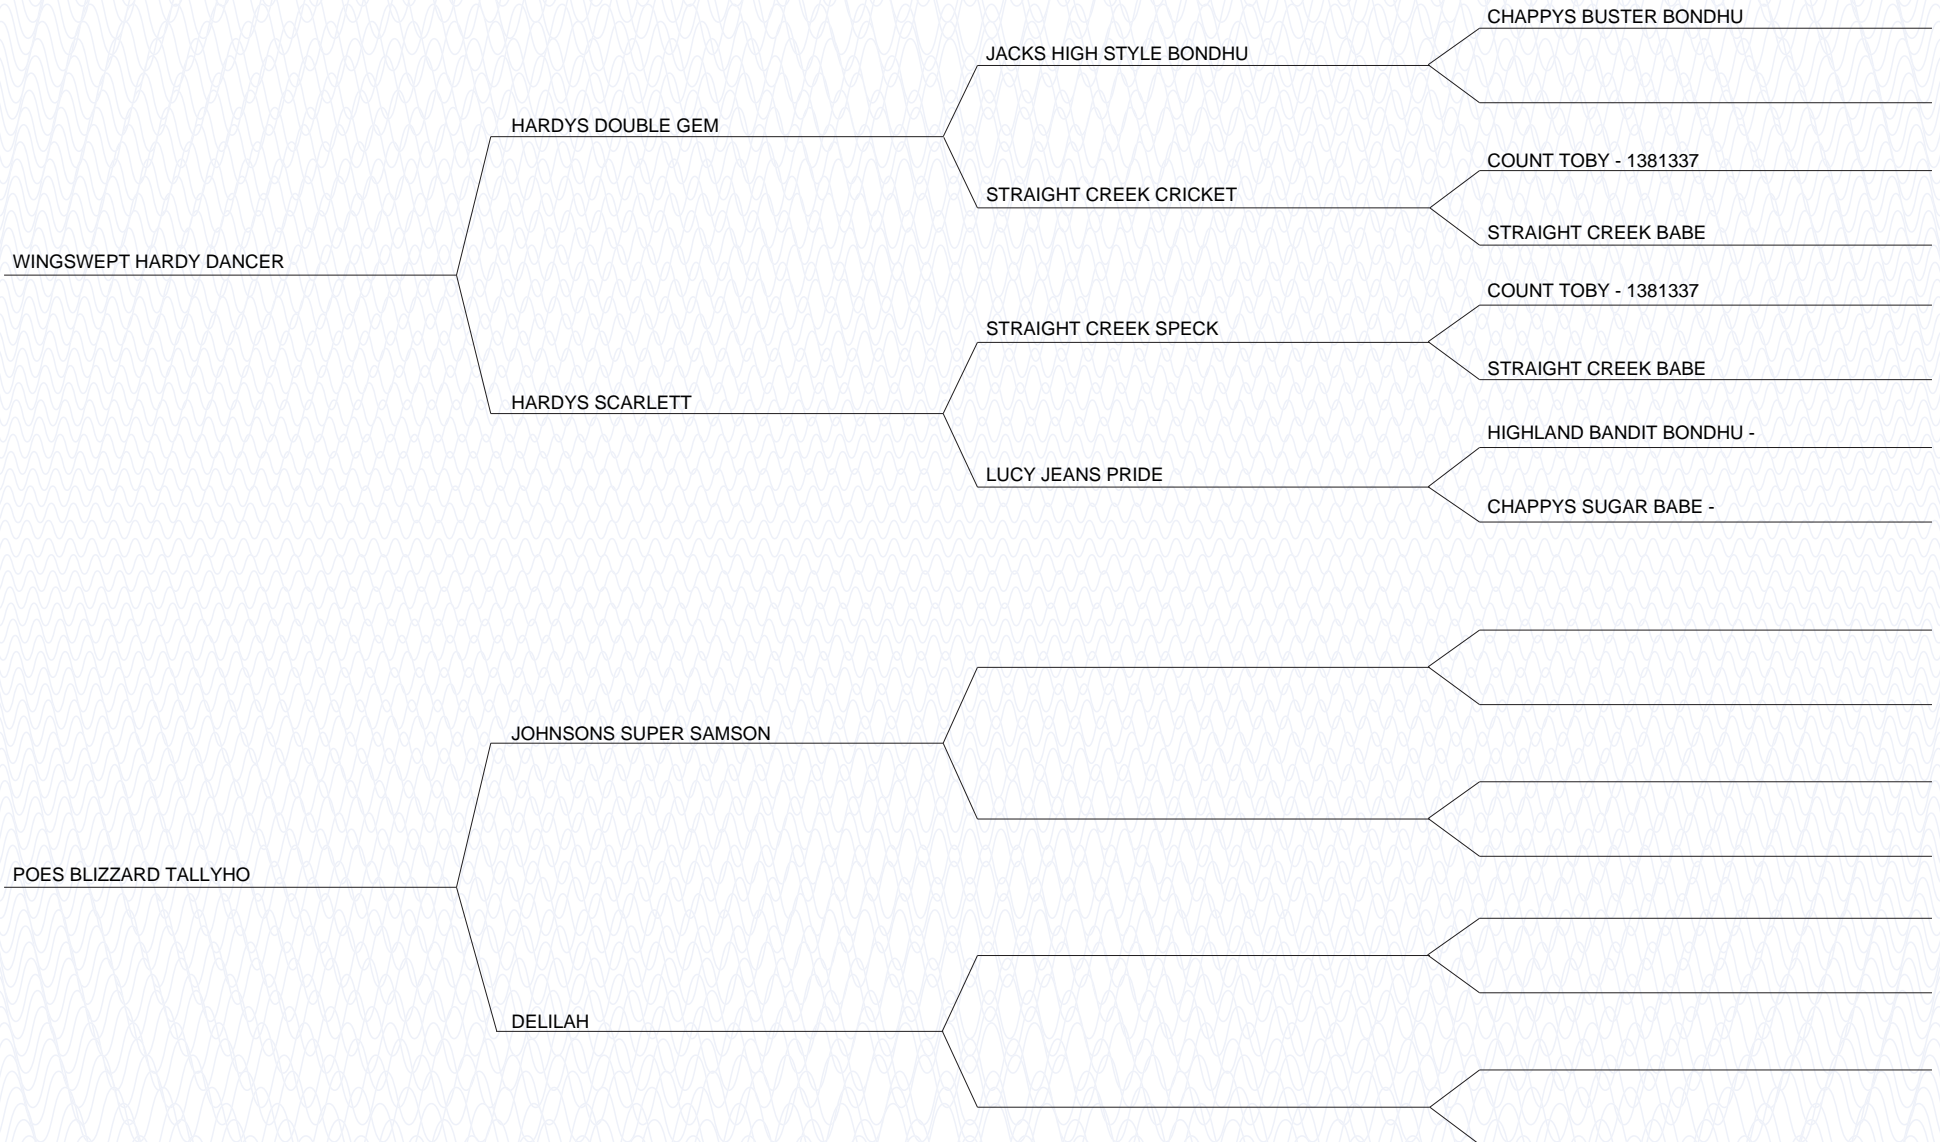 CHAPPYS BUSTER BONDHU
JACKS HIGH STYLE BONDHU
HARDYS DOUBLE GEM
COUNT TOBY - 1381337
STRAIGHT CREEK CRICKET
STRAIGHT CREEK BABE
WINGSWEPT HARDY DANCER
COUNT TOBY - 1381337
STRAIGHT CREEK SPECK
STRAIGHT CREEK BABE
HARDYS SCARLETT
HIGHLAND BANDIT BONDHU -
LUCY JEANS PRIDE
CHAPPYS SUGAR BABE -
JOHNSONS SUPER SAMSON
POES BLIZZARD TALLYHO
DELILAH